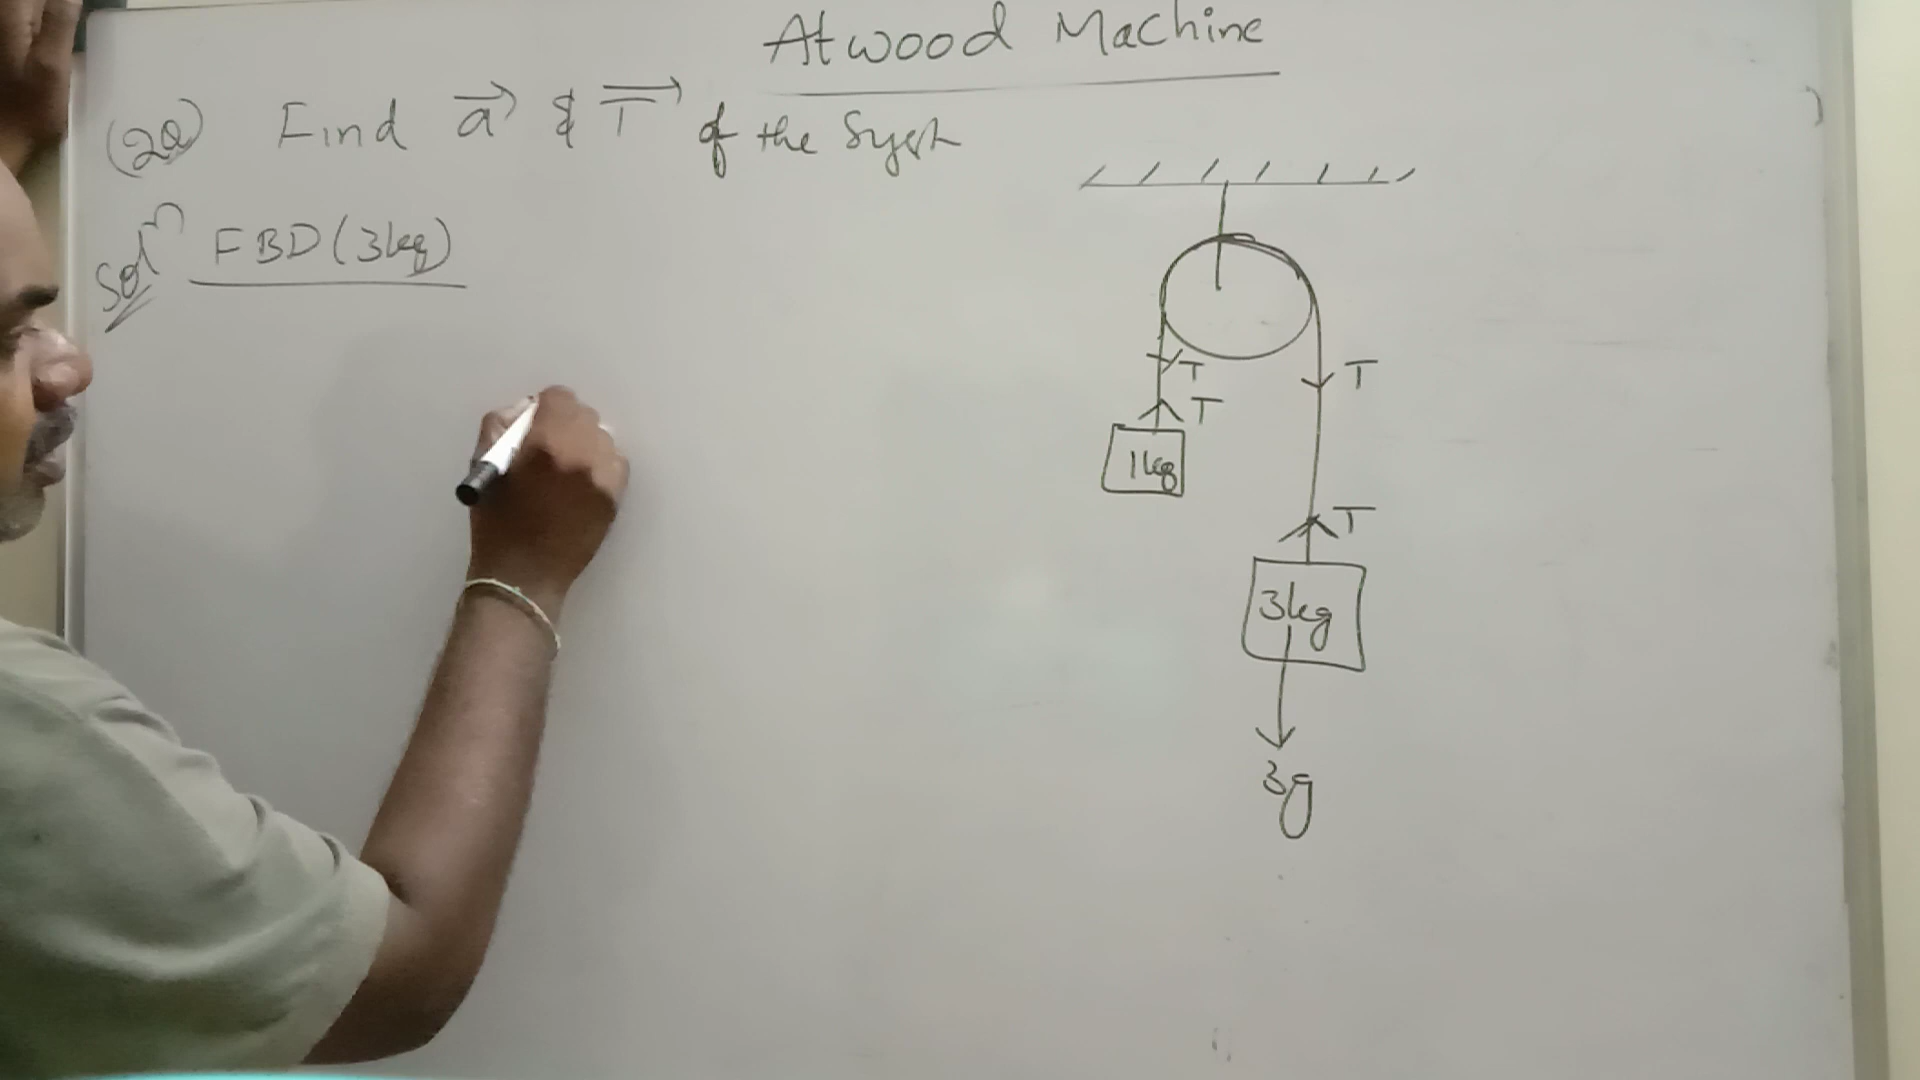 Atwood Machine
(2Q) Find a & T of the Syst
Soln FBD (3kg)
T
T
T
1kg
T
3kg
3g